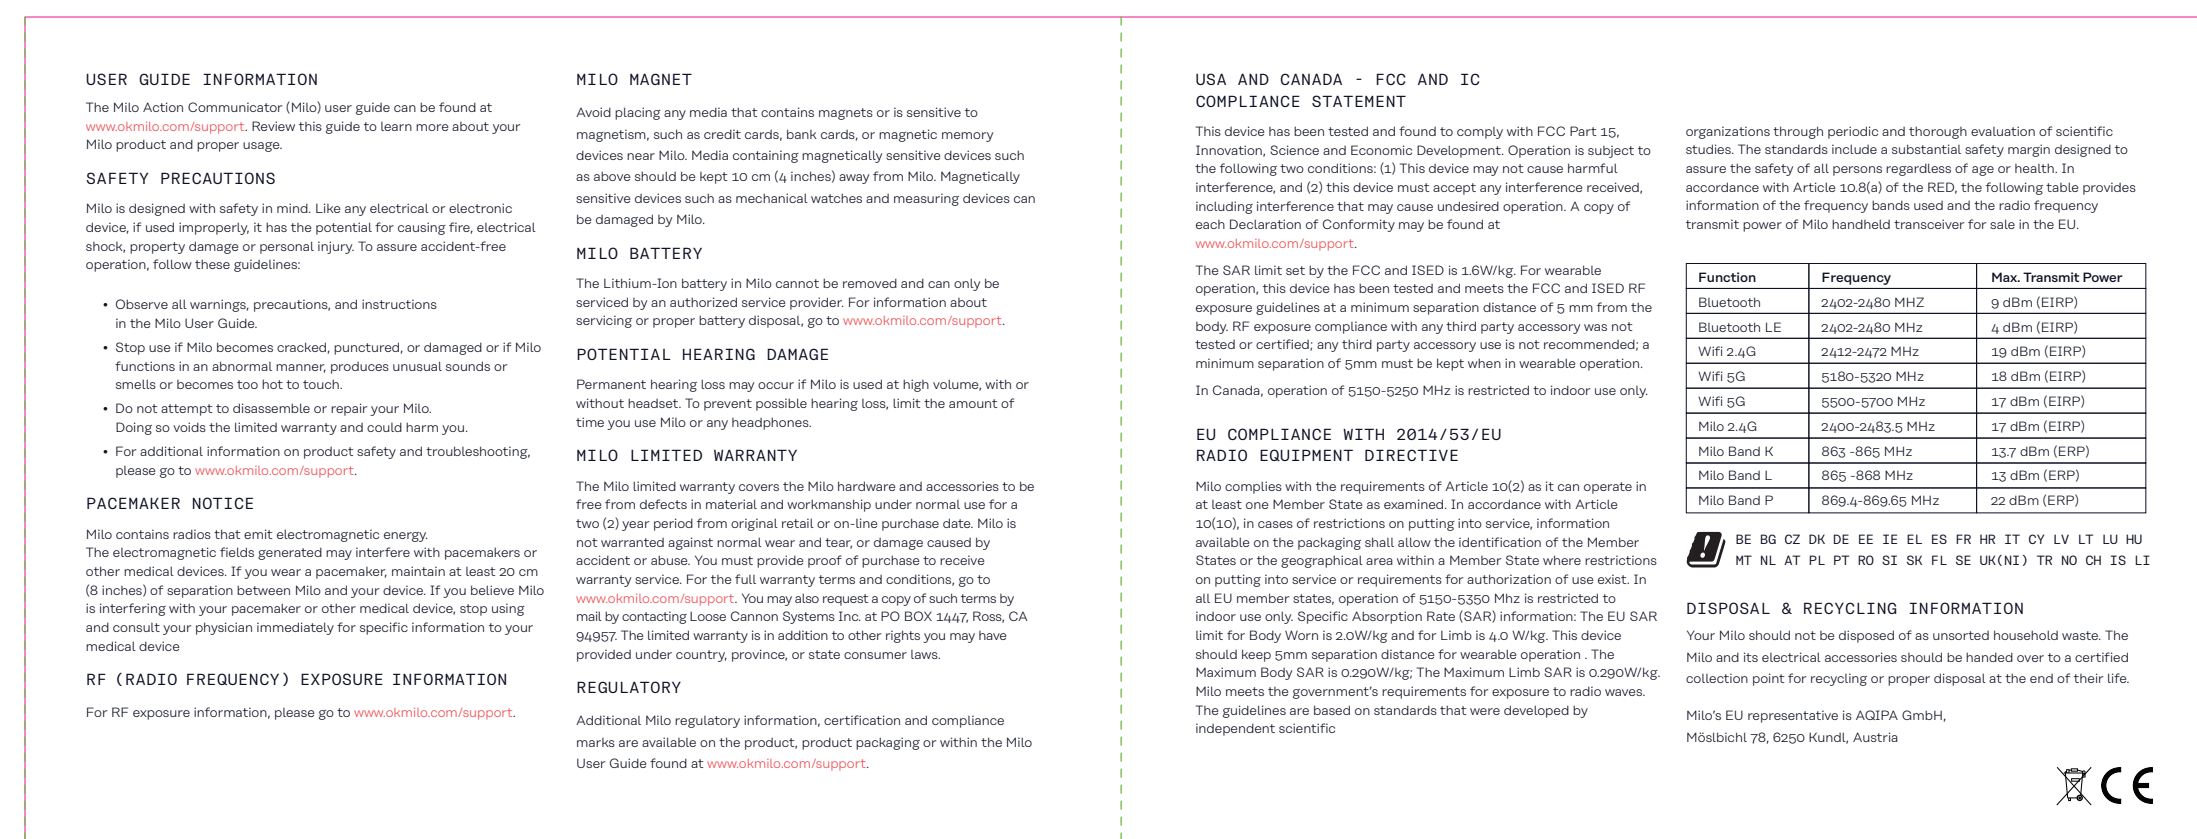 USER GUIDE INFORMATION
The Milo Action Communicator (Milo) user guide can be found at
www.okmilo.com/support. Review this guide to learn more about your
Milo product and proper usage.
SAFETY PRECAUTIONS
Milo is designed with safety in mind. Like any electrical or electronic
device, if used improperly, it has the potential for causing fire, electrical
shock, property damage or personal injury. To assure accident-free
operation, follow these guidelines:
• Observe all warnings, precautions, and instructions
in the Milo User Guide.
• Stop use if Milo becomes cracked, punctured, or damaged or if Milo
functions in an abnormal manner, produces unusual sounds or
smells or becomes too hot to touch.
• Do not attempt to disassemble or repair your Milo.
Doing so voids the limited warranty and could harm you.
• For additional information on product safety and troubleshooting,
please go to www.okmilo.com/support.
PACEMAKER NOTICE
Milo contains radios that emit electromagnetic energy.
The electromagnetic fields generated may interfere with pacemakers or
other medical devices. If you wear a pacemaker, maintain at least 20 cm
(8 inches) of separation between Milo and your device. If you believe Milo
is interfering with your pacemaker or other medical device, stop using
and consult your physician immediately for specific information to your
medical device
RF (RADIO FREQUENCY) EXPOSURE INFORMATION
For RF exposure information, please go to www.okmilo.com/support.
MILO MAGNET
Avoid placing any media that contains magnets or is sensitive to
magnetism, such as credit cards, bank cards, or magnetic memory
devices near Milo. Media containing magnetically sensitive devices such
as above should be kept 10 cm (4 inches) away from Milo. Magnetically
sensitive devices such as mechanical watches and measuring devices can
be damaged by Milo.
MILO BATTERY
The Lithium-Ion battery in Milo cannot be removed and can only be
serviced by an authorized service provider. For information about
servicing or proper battery disposal, go to www.okmilo.com/support.
POTENTIAL HEARING DAMAGE
Permanent hearing loss may occur if Milo is used at high volume, with or
without headset. To prevent possible hearing loss, limit the amount of
time you use Milo or any headphones.
MILO LIMITED WARRANTY
The Milo limited warranty covers the Milo hardware and accessories to be
free from defects in material and workmanship under normal use for a
two (2) year period from original retail or on-line purchase date. Milo is
not warranted against normal wear and tear, or damage caused by
accident or abuse. You must provide proof of purchase to receive
warranty service. For the full warranty terms and conditions, go to
www.okmilo.com/support. You may also request a copy of such terms by
mail by contacting Loose Cannon Systems Inc. at PO BOX 1447, Ross, CA
94957. The limited warranty is in addition to other rights you may have
provided under country, province, or state consumer laws.
REGULATORY
Additional Milo regulatory information, certification and compliance
marks are available on the product, product packaging or within the Milo
User Guide found at www.okmilo.com/support.
USA AND CANADA - FCC AND IC
COMPLIANCE STATEMENT
This device has been tested and found to comply with FCC Part 15,
Innovation, Science and Economic Development. Operation is subject to
the following two conditions: (1) This device may not cause harmful
interference, and (2) this device must accept any interference received,
including interference that may cause undesired operation. A copy of
each Declaration of Conformity may be found at
www.okmilo.com/support.
The SAR limit set by the FCC and ISED is 1.6W/kg. For wearable
operation, this device has been tested and meets the FCC and ISED RF
exposure guidelines at a minimum separation distance of 5 mm from the
body. RF exposure compliance with any third party accessory was not
tested or certified; any third party accessory use is not recommended; a
minimum separation of 5mm must be kept when in wearable operation.
In Canada, operation of 5150-5250 MHz is restricted to indoor use only.
EU COMPLIANCE WITH 2014/53/EU
RADIO EQUIPMENT DIRECTIVE
Milo complies with the requirements of Article 10(2) as it can operate in
at least one Member State as examined. In accordance with Article
10(10), in cases of restrictions on putting into service, information
available on the packaging shall allow the identification of the Member
States or the geographical area within a Member State where restrictions
on putting into service or requirements for authorization of use exist. In
all EU member states, operation of 5150-5350 Mhz is restricted to
indoor use only. Specific Absorption Rate (SAR) information: The EU SAR
limit for Body Worn is 2.0W/kg and for Limb is 4.0 W/kg. This device
should keep 5mm separation distance for wearable operation . The
Maximum Body SAR is 0.290W/kg; The Maximum Limb SAR is 0.290W/kg.
Milo meets the government's requirements for exposure to radio waves.
The guidelines are based on standards that were developed by
independent scientific
organizations through periodic and thorough evaluation of scientific
studies. The standards include a substantial safety margin designed to
assure the safety of all persons regardless of age or health. In
accordance with Article 10.8(a) of the RED, the following table provides
information of the frequency bands used and the radio frequency
transmit power of Milo handheld transceiver for sale in the EU.
Function Frequency Max. Transmit Power
Bluetooth 2402-2480 MHZ 9 dBm (EIRP)
Bluetooth LE 2402-2480 MHz 4 dBm (EIRP)
Wifi 2.4G 2412-2472 MHz 19 dBm (EIRP)
Wifi 5G 5180-5320 MHz 18 dBm (EIRP)
Wifi 5G 5500-5700 MHz 17 dBm (EIRP)
Milo 2.4G 2400-2483.5 MHz 17 dBm (EIRP)
Milo Band K 863 -865 MHz 13.7 dBm (ERP)
Milo Band L 865 -868 MHz 13 dBm (ERP)
Milo Band P 869.4-869.65 MHz 22 dBm (ERP)
BE BG CZ DK DE EE IE EL ES FR HR IT CY LV LT LU HU
MT NL AT PL PT RO SI SK FL SE UK(NI) TR NO CH IS LI
DISPOSAL & RECYCLING INFORMATION
Your Milo should not be disposed of as unsorted household waste. The
Milo and its electrical accessories should be handed over to a certified
collection point for recycling or proper disposal at the end of their life.
Milo's EU representative is AQIPA GmbH,
Möslbichl 78, 6250 Kundl, Austria
CE